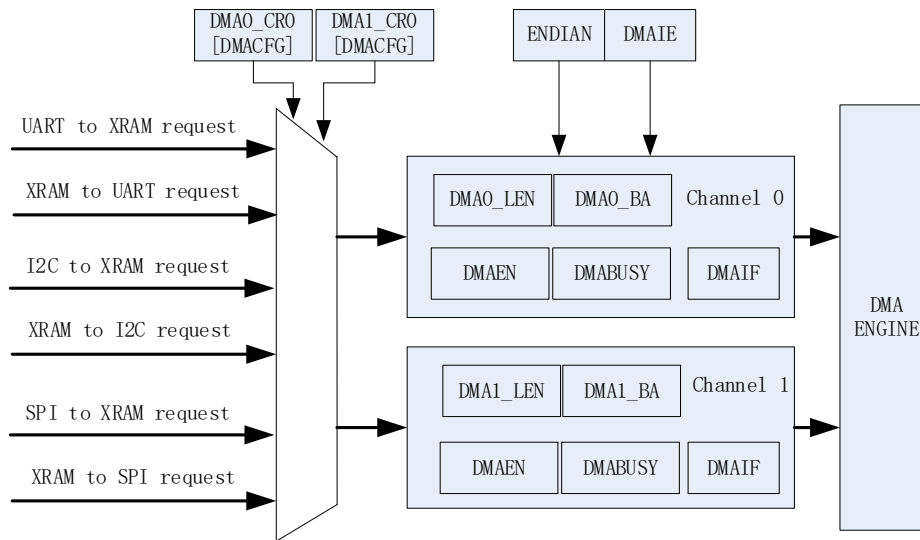 DMA0_CR0
[DMACFG]
DMA1_CR0
[DMACFG]
ENDIAN
DMAIE
UART to XRAM request
XRAM to UART request
I2C to XRAM request
XRAM to I2C request
SPI to XRAM request
XRAM to SPI request
DMA0_LEN
DMA0_BA
Channel 0
DMAEN
DMABUSY
DMAIF
DMA1_LEN
DMA1_BA
Channel 1
DMAEN
DMABUSY
DMAIF
DMA
ENGINE